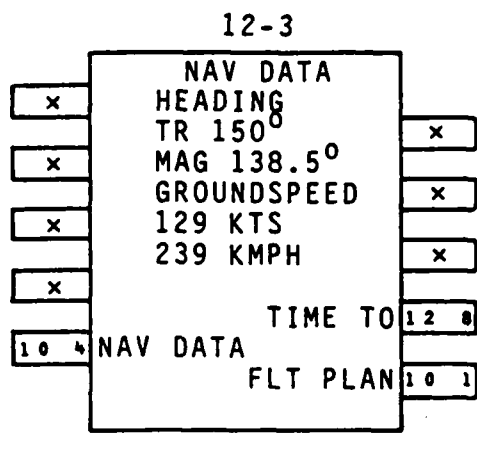 12-3
NAV DATA
× HEADING
TR 150° ×
× MAG 138.5°
GROUNDSPEED ×
× 129 KTS
239 KMPH ×
×
TIME TO 12 8
10 4 NAV DATA
FLT PLAN 10 1